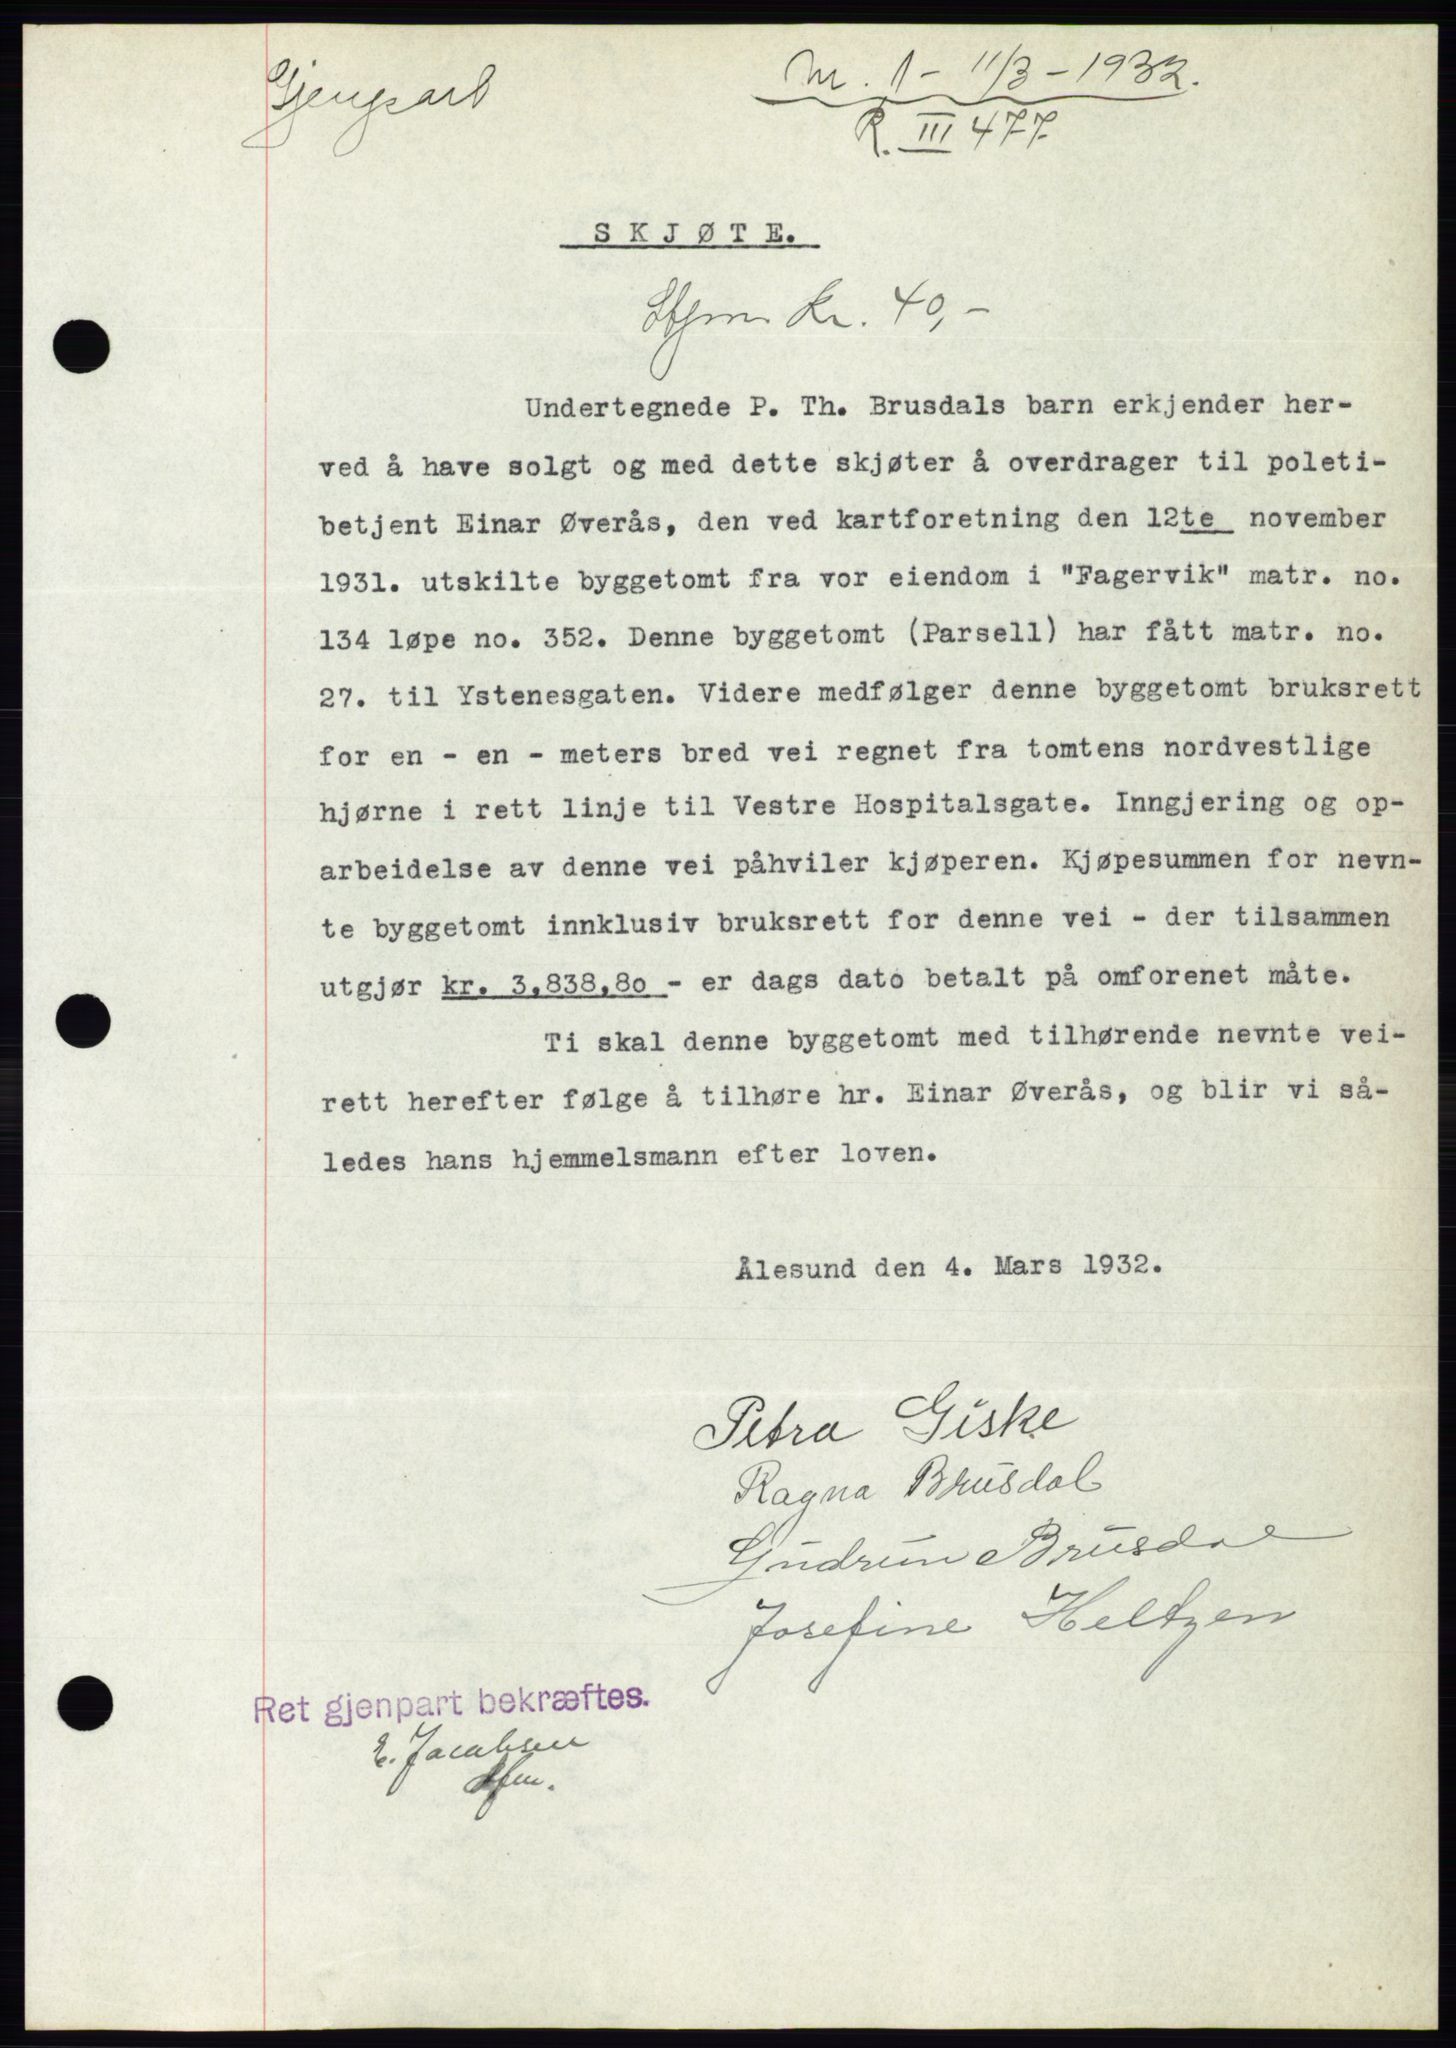 Gjenpart
Nr. 1 - 11/3 - 1932.
R. III 477
SKJØTE.
kr. 40,-
Undertegnede P. Th. Brusdals barn erkjender her-
ved å have solgt og med dette skjøter å overdrager til poleti-
betjent Einar Øverås, den ved kartforetning den 12te november
1931. utskilte byggetomt fra vor eiendom i "Fagervik" matr. no.
134 løpe no. 352. Denne byggetomt (Parsell) har fått matr. no.
27. til Ystenesgaten. Videre medfølger denne byggetomt bruksrett
for en - en - meters bred vei regnet fra tomtens nordvestlige
hjørne i rett linje til Vestre Hospitalsgate. Inngjering og op-
arbeidelse av denne vei påhviler kjøperen. Kjøpesummen for nevn-
te byggetomt innklusiv bruksrett for denne vei - der tilsammen
utgjør kr. 3,838,80 - er dags dato betalt på omforenet måte.
Ti skal denne byggetomt med tilhørende nevnte vei-
rett herefter følge å tilhøre hr. Einar Øverås, og blir vi så-
ledes hans hjemmelsmann efter loven.
Ålesund den 4. Mars 1932.
Petra Giske
Ragna Brusdal
Gudrun Brusdal
Josefine Heltzen
Ret gjenpart bekræftes.
E. Jacobsen